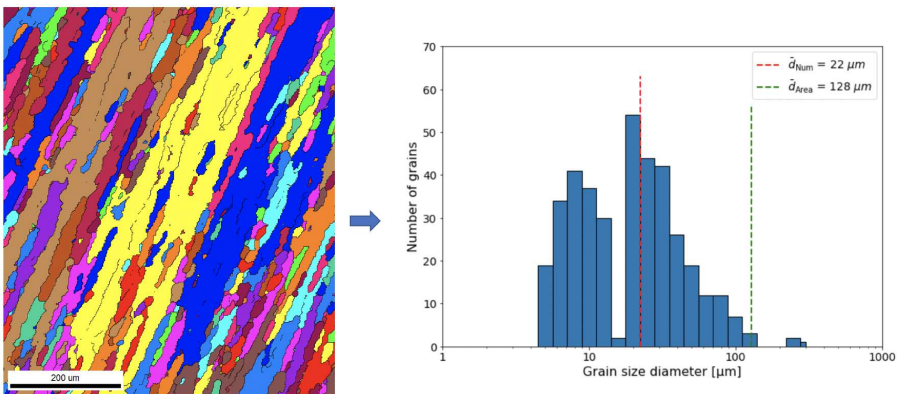 200 um
70
60
50
40
30
20
10
0
Number of grains
d̄Num = 22 μm
d̄Area = 128 μm
1
10
100
1000
Grain size diameter [μm]